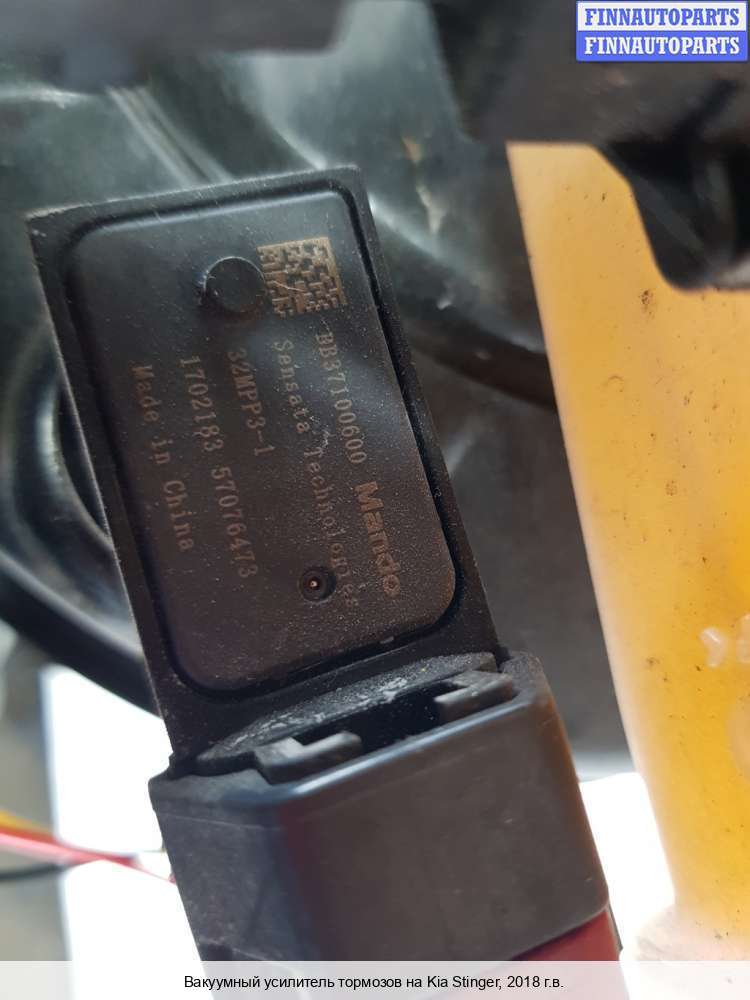 FINNAUTOPARTS
FINNAUTOPARTS
BB37100600 Mando
Sensata Technologies
32MPP3-1
1702183 57076473
Made in China
Вакуумный усилитель тормозов на Kia Stinger, 2018 г.в.